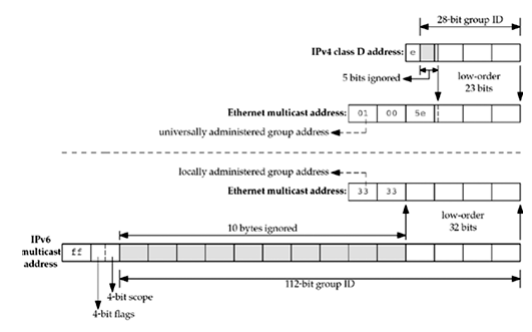 28-bit group ID
IPv4 class D address: e
5 bits ignored
low-order
23 bits
Ethernet multicast address: 01 00 5e
universally administered group address
locally administered group address
Ethernet multicast address: 33 33
10 bytes ignored
low-order
32 bits
IPv6
multicast
address
ff
112-bit group ID
4-bit scope
4-bit flags